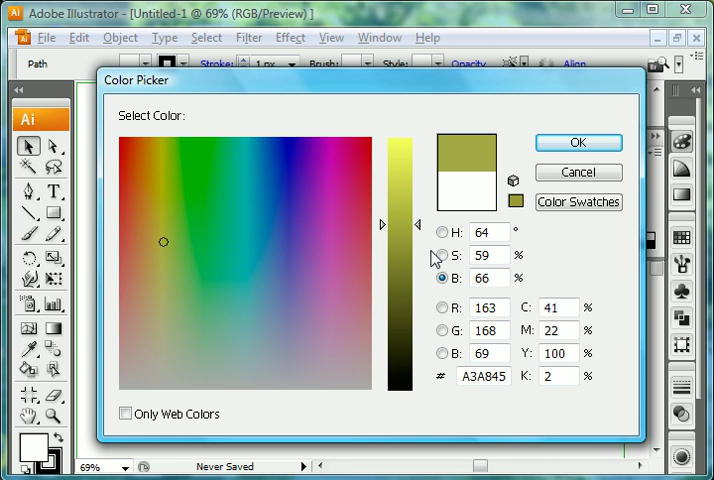 Ai Adobe Illustrator - [Untitled-1 @ 69% (RGB/Preview) ]
Ai File Edit Object Type Select Filter Effect View Window Help
Path Stroke: 1 px Brush: Style: Opacity Align
Color Picker
Ai
Select Color:
OK
Cancel
Color Swatches
H: 64 °
S: 59 %
B: 66 %
R: 163 C: 41 %
G: 168 M: 22 %
B: 69 Y: 100 %
# A3A845 K: 2 %
Only Web Colors
69% Never Saved